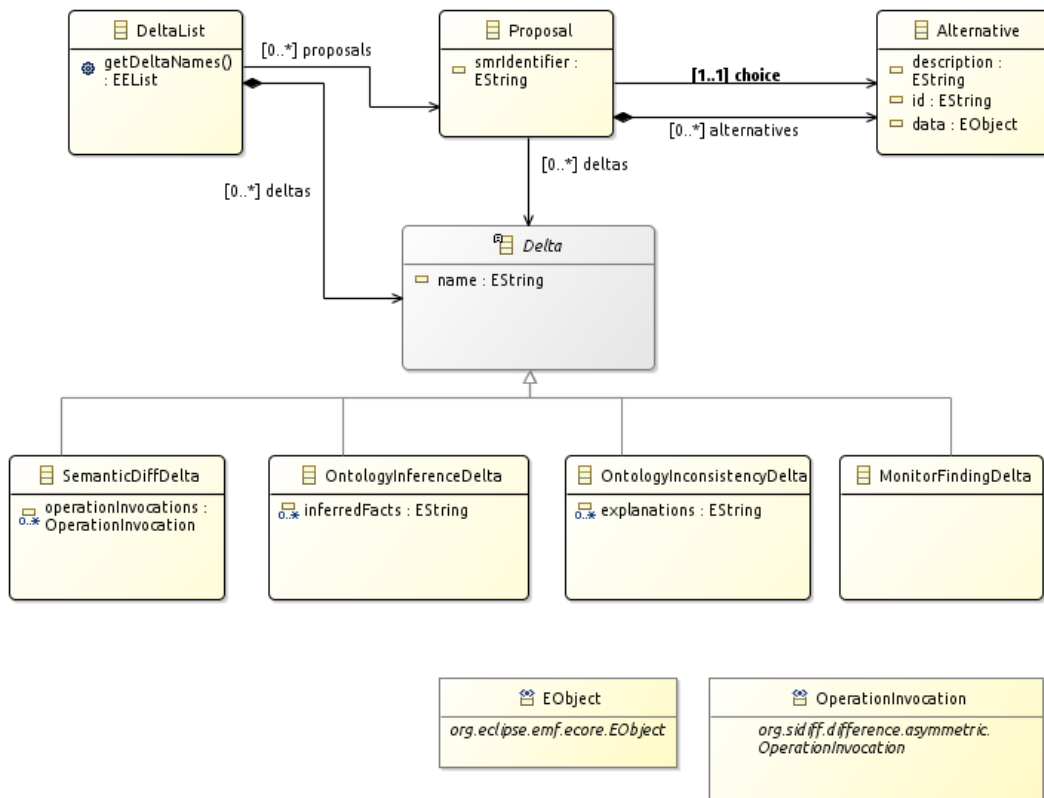 DeltaList
getDeltaNames()
: EEList
[0..*] proposals
Proposal
smrIdentifier :
EString
[1..1] choice
[0..*] alternatives
Alternative
description :
EString
id : EString
data : EObject
[0..*] deltas
[0..*] deltas
Delta
name : EString
SemanticDiffDelta
operationInvocations :
0..*
OperationInvocation
OntologyInferenceDelta
inferredFacts : EString
0..*
OntologyInconsistencyDelta
explanations : EString
0..*
MonitorFindingDelta
EObject
org.eclipse.emf.ecore.EObject
OperationInvocation
org.sidiff.difference.asymmetric.
OperationInvocation